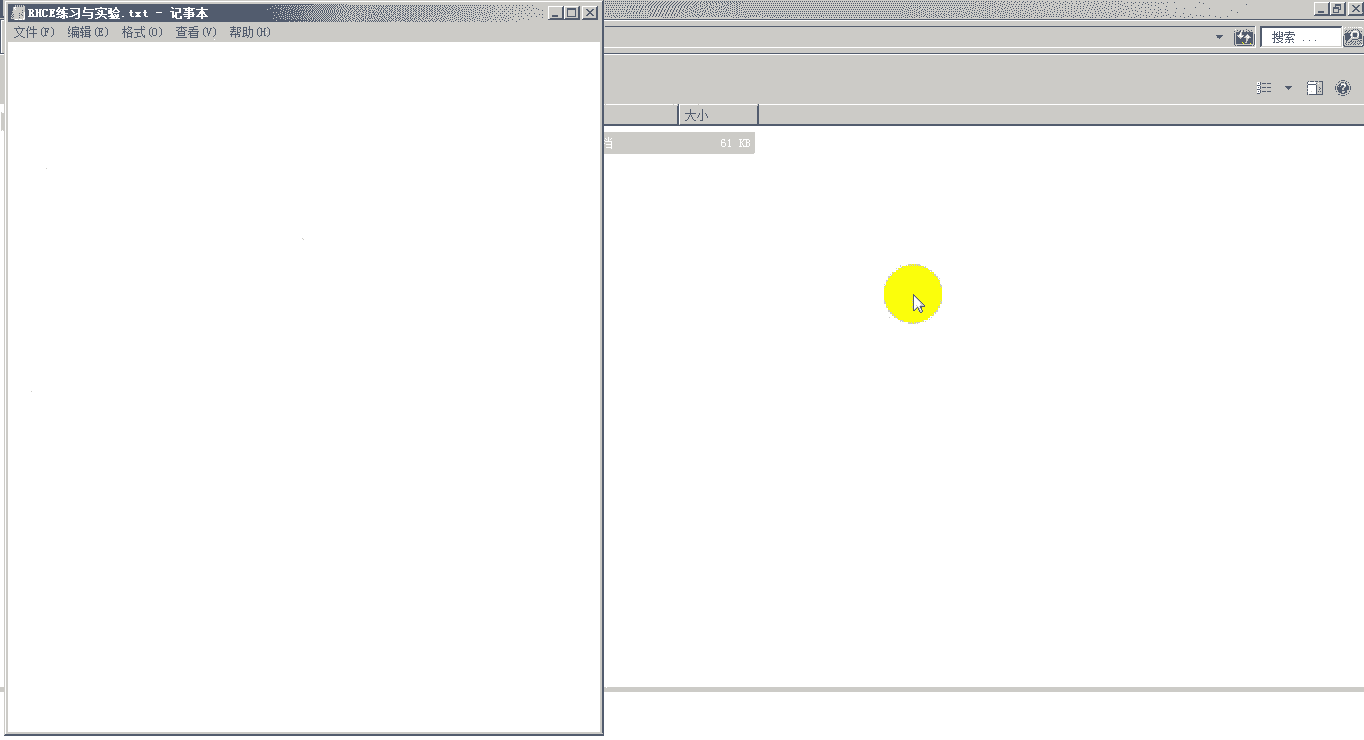 RHCE练习与实验.txt - 记事本
文件(F) 编辑(E) 格式(O) 查看(V) 帮助(H)
搜索 ...
大小
档 61 KB